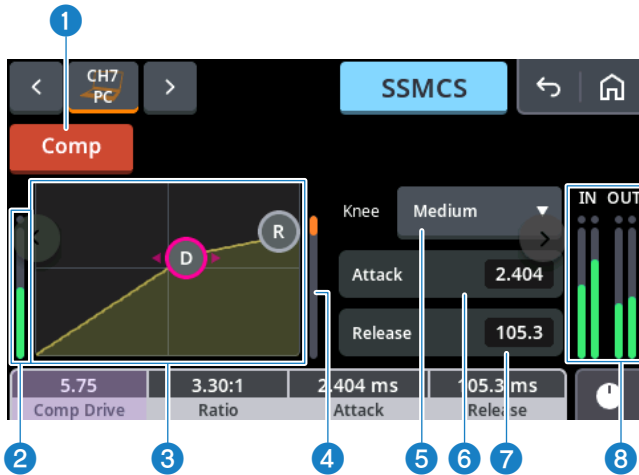 1
CH7
PC
SSMCS
Comp
Knee
Medium
IN OUT
D
R
Attack
2.404
Release
105.3
5.75
3.30:1
2.404 ms
105.3 ms
Comp Drive
Ratio
Attack
Release
2
3
4
5
6
7
8